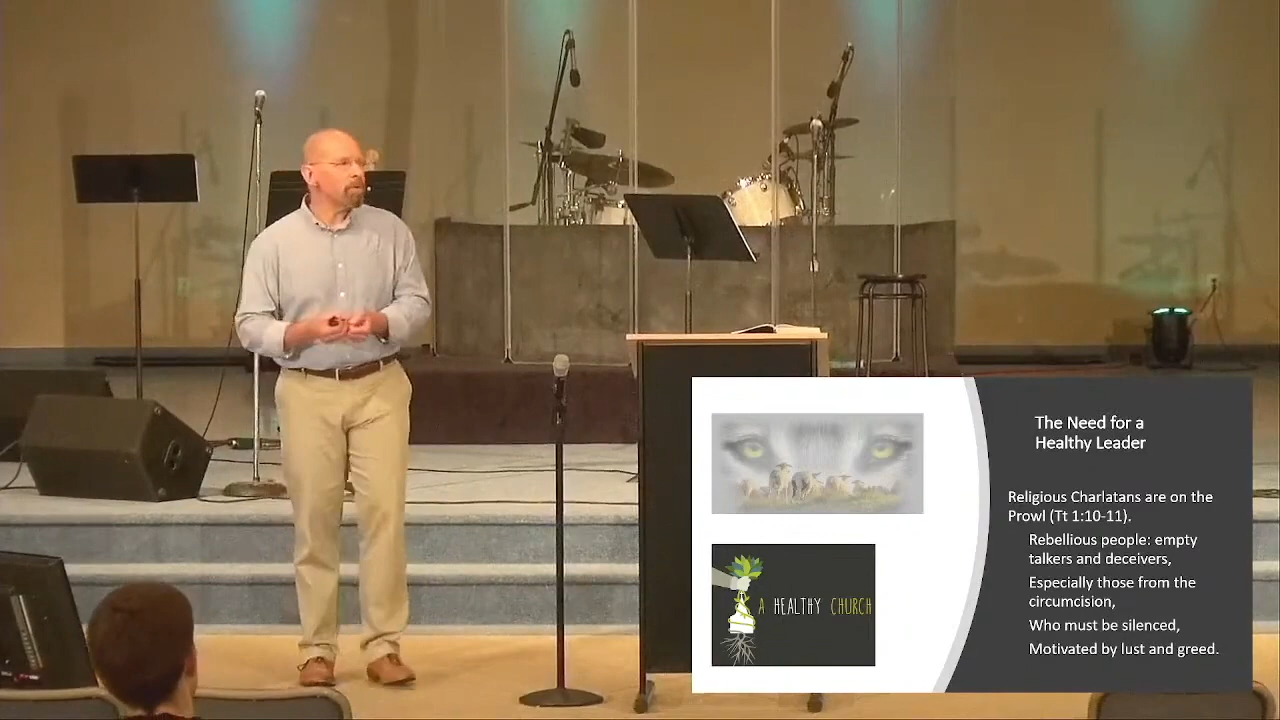 The Need for a
Healthy Leader
Religious Charlatans are on the
Prowl (Tt 1:10-11).
Rebellious people: empty
talkers and deceivers,
Especially those from the
circumcision,
Who must be silenced,
Motivated by lust and greed.
A HEALTHY CHURCH